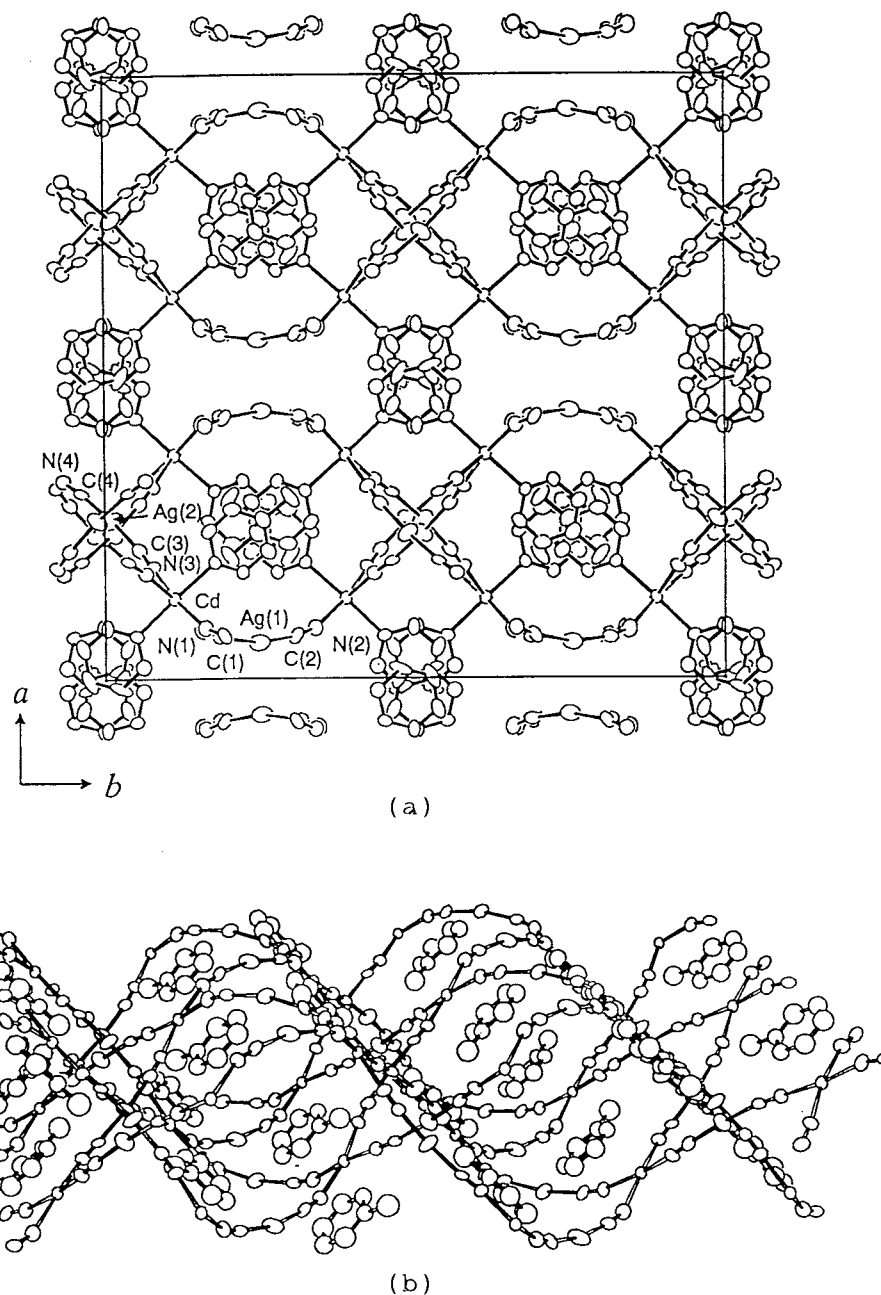 N(4)
C(4)
Ag(2)
C(3)
N(3)
Cd
Ag(1)
N(1)
C(1)
C(2)
N(2)
a
b
(a)
(b)